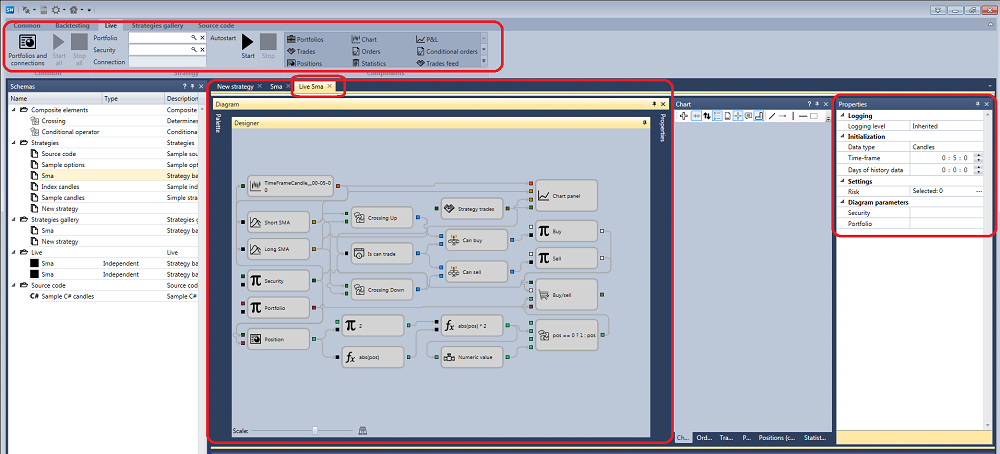 SH
Common Backtesting Live Strategies gallery Source code
Portfolios and connections
Start all
Stop all
Portfolio
Security
Connection
Autostart
Start
Stop
Portfolios Chart P&L
Trades Orders Conditional orders
Positions Statistics Trades feed
Common Strategy Components
Schemas
Name Type Description
Composite elements Composite
Crossing Determines
Conditional operator Conditional
Strategies Strategies
Source code Sample sour
Sample options Sample opt
Sma Strategy ba
Index candles Sample ind
Sample candles Simple strat
New strategy
Strategies gallery Strategies g
Sma Strategy ba
New strategy
Live Live
Sma Independent Strategy ba
Sma Independent Strategy ba
Source code Source code
C# Sample C# candles Sample C#
New strategy Sma Live Sma
Diagram
Palette
Designer
Properties
TimeFrameCandle,_00-05-00
Short SMA
Long SMA
Security
Portfolio
Position
Crossing Up
Is can trade
Crossing Down
π 2
fx abs(pos)
Strategy trades
Can buy
Can sell
fx abs(pos) * 2
Numeric value
Chart panel
π Buy
π Sell
Buy/sell
pos == 0 ? 1 : pos
Scale:
Chart
Ch... Ord... Tra... P... Positions (c... Statist...
Properties
Logging
Logging level Inherited
Initialization
Data type Candles
Time-frame 0 : 5 : 0
Days of history data 0 : 0 : 0
Settings
Risk Selected: 0 ...
Diagram parameters
Security
Portfolio